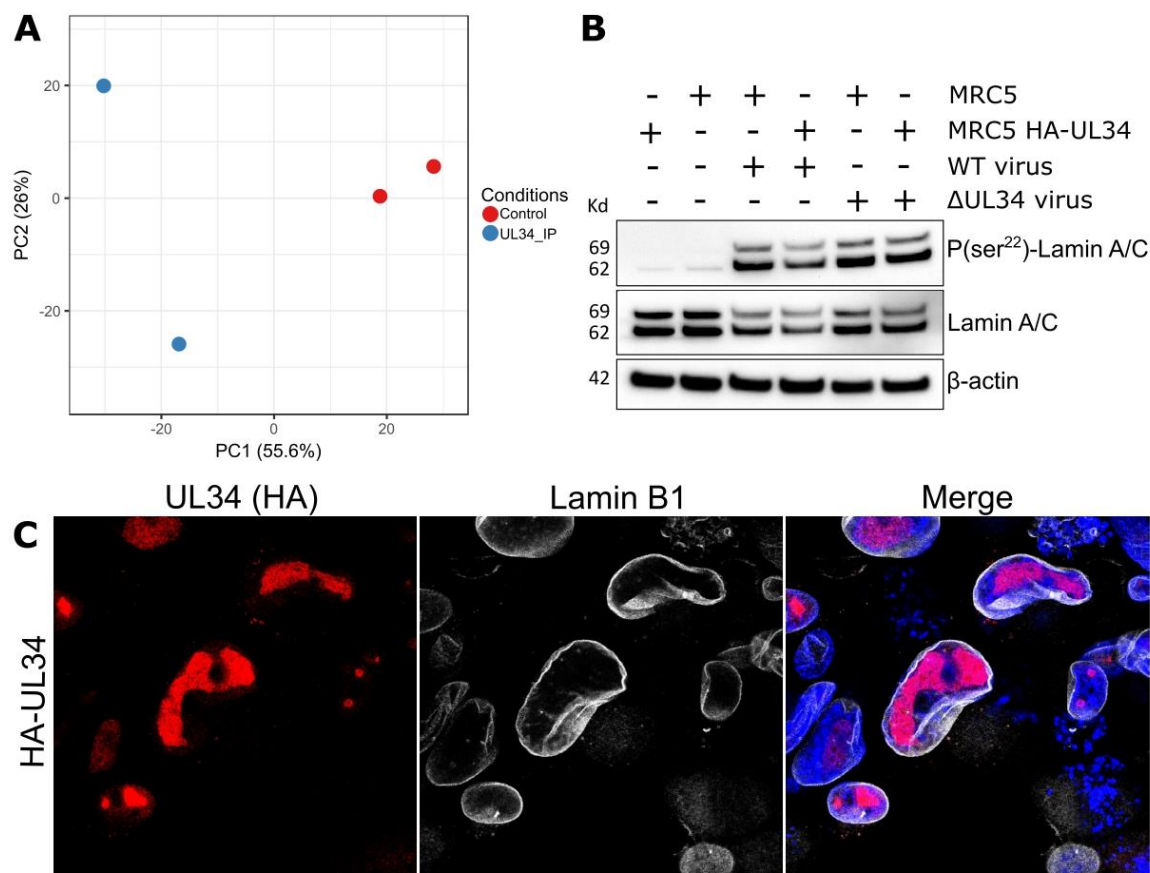 A
20
0
-20
PC2 (26%)
-20 0 20
PC1 (55.6%)
Conditions
Control
UL34_IP
B
- + + - + - MRC5
+ - - + - + MRC5 HA-UL34
- - + + - - WT virus
- - - - + + ΔUL34 virus
Kd
69
62
P(ser²²)-Lamin A/C
69
62
Lamin A/C
42
β-actin
UL34 (HA) Lamin B1 Merge
C
HA-UL34